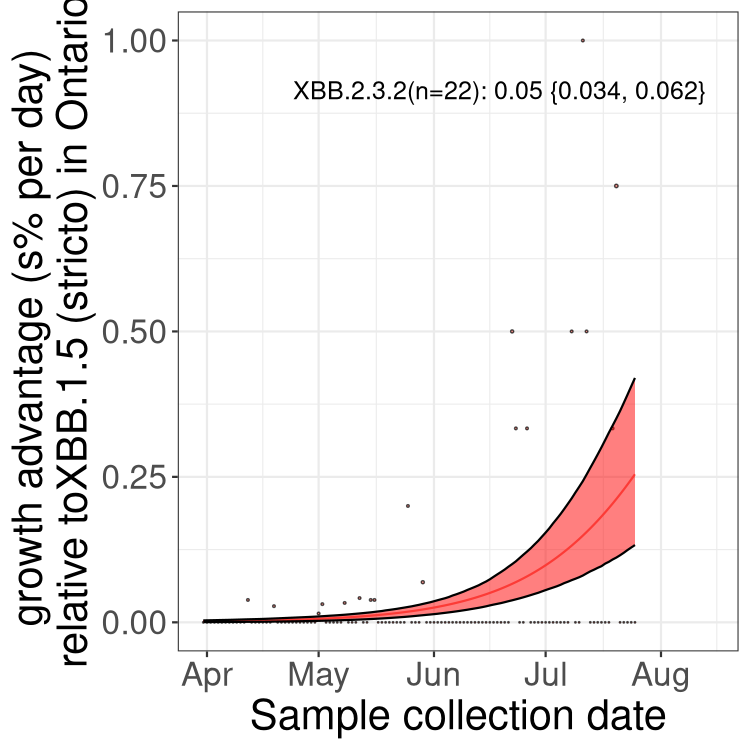 growth advantage (s% per day)
relative toXBB.1.5 (stricto) in Ontario
1.00
XBB.2.3.2(n=22): 0.05 {0.034, 0.062}
0.75
0.50
0.25
0.00
Apr May Jun Jul Aug
Sample collection date